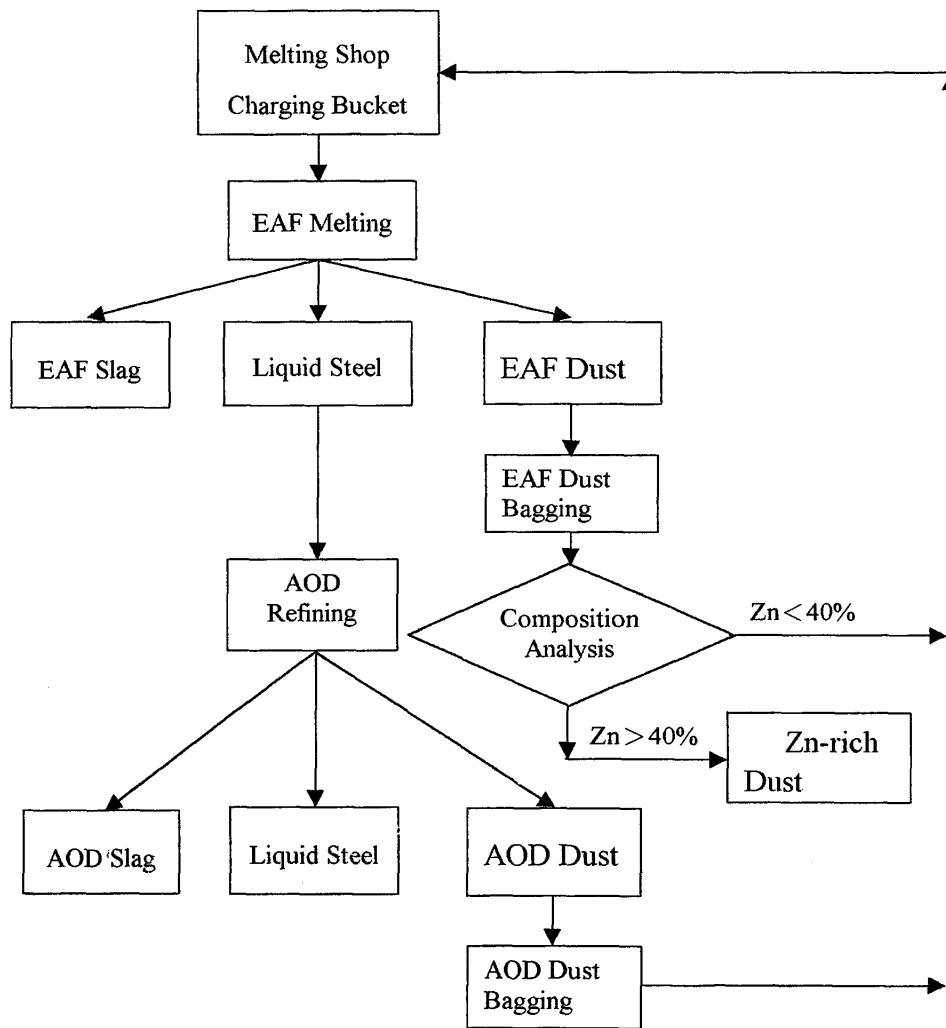 Melting Shop
Charging Bucket
EAF Melting
EAF Slag
Liquid Steel
EAF Dust
EAF Dust
Bagging
AOD
Refining
Composition
Analysis
Zn<40%
Zn>40%
Zn-rich
Dust
AOD Slag
Liquid Steel
AOD Dust
AOD Dust
Bagging